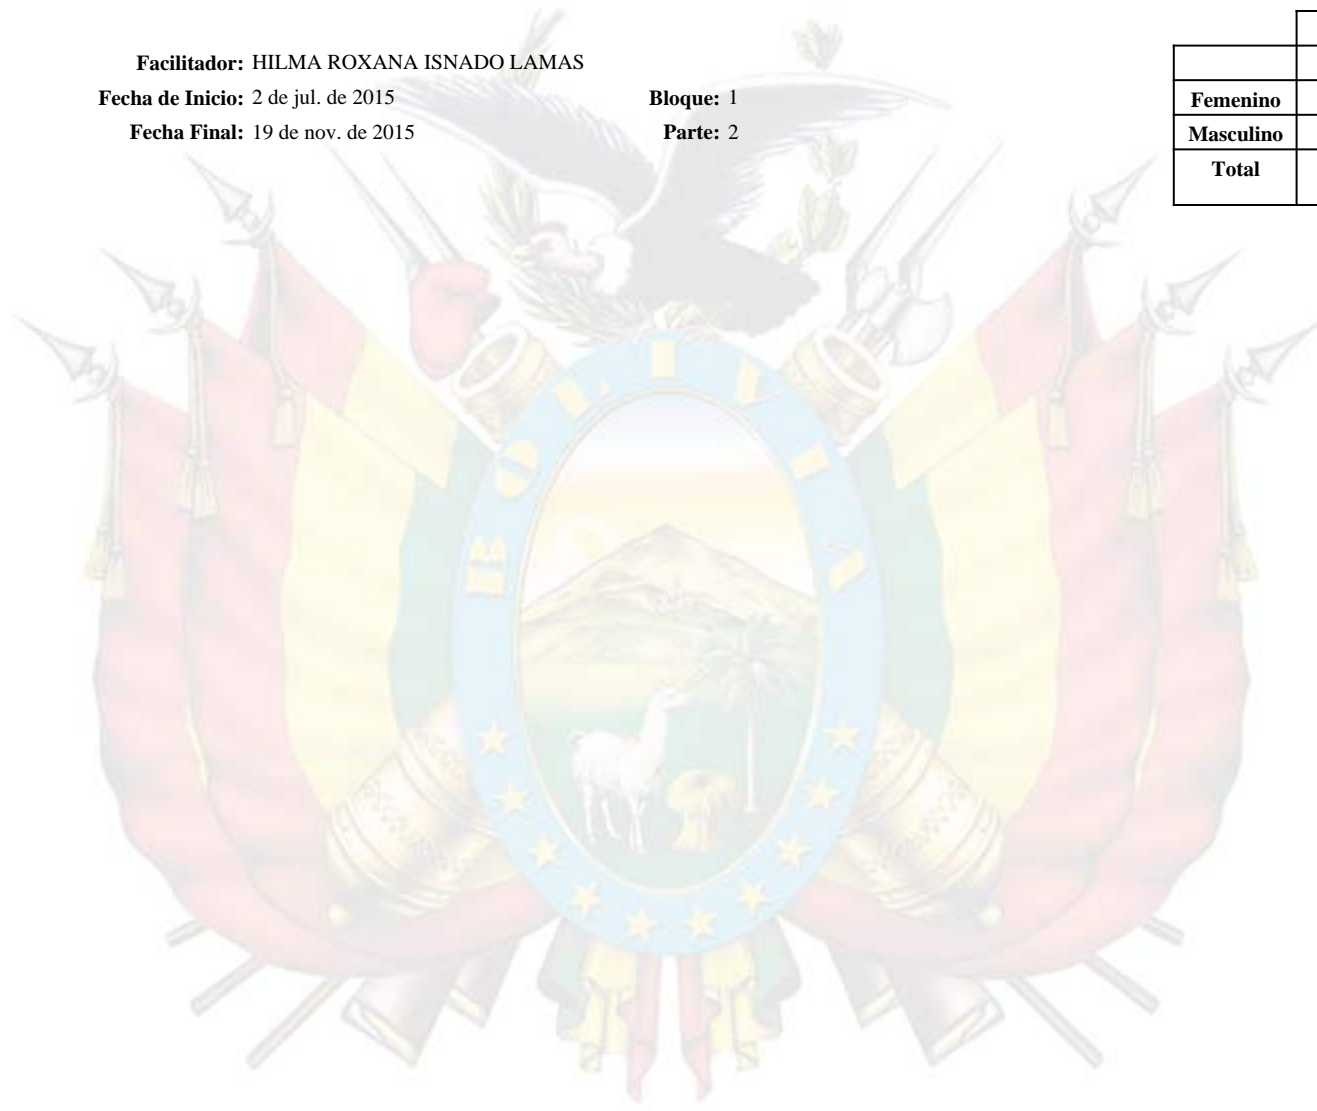 Facilitador: HILMA ROXANA ISNADO LAMAS
Fecha de Inicio: 2 de jul. de 2015 Bloque: 1
Fecha Final: 19 de nov. de 2015 Parte: 2
Femenino
Masculino
Total
BOLIVIA